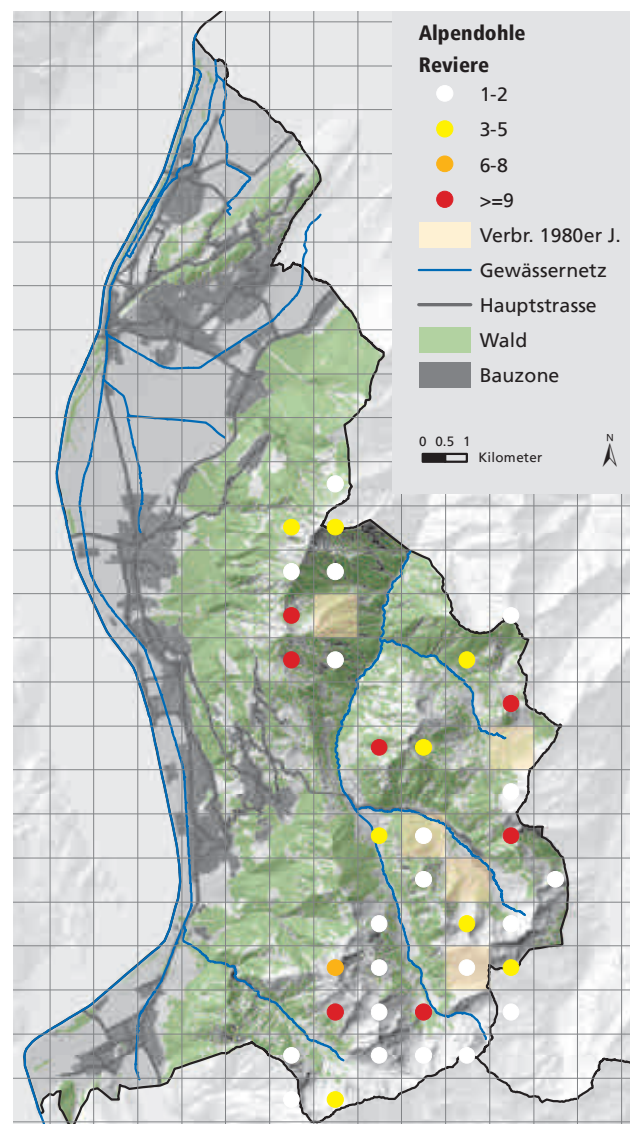 Alpendohle
Reviere
1-2
3-5
6-8
>=9
Verbr. 1980er J.
Gewässernetz
Hauptstrasse
Wald
Bauzone
0 0.5 1
Kilometer
N